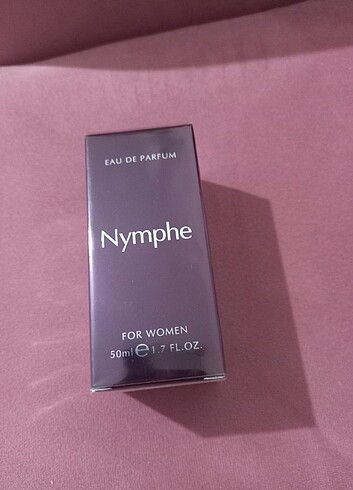 EAU DE PARFUM
Nymphe
FOR WOMEN
50ml ℮ 1.7 FL.OZ.